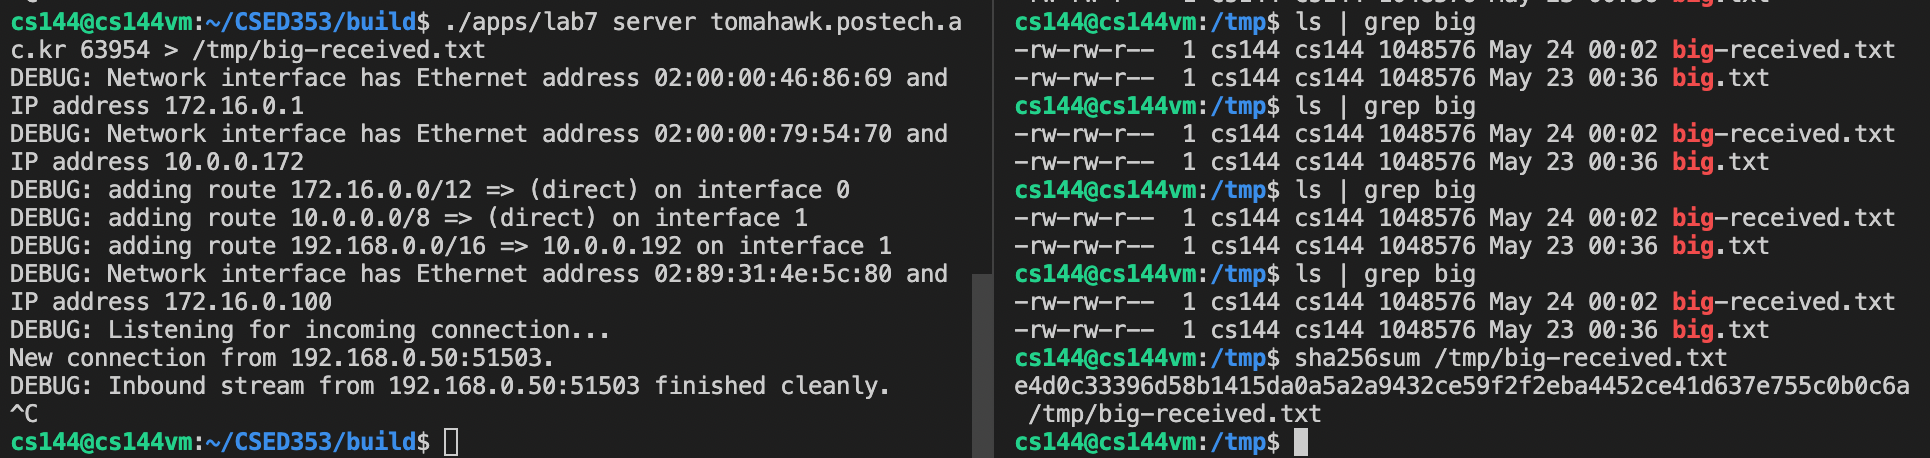 cs144@cs144vm:~/CSED353/build$ ./apps/lab7 server tomahawk.postech.a
c.kr 63954 > /tmp/big-received.txt
DEBUG: Network interface has Ethernet address 02:00:00:46:86:69 and
IP address 172.16.0.1
DEBUG: Network interface has Ethernet address 02:00:00:79:54:70 and
IP address 10.0.0.172
DEBUG: adding route 172.16.0.0/12 => (direct) on interface 0
DEBUG: adding route 10.0.0.0/8 => (direct) on interface 1
DEBUG: adding route 192.168.0.0/16 => 10.0.0.192 on interface 1
DEBUG: Network interface has Ethernet address 02:89:31:4e:5c:80 and
IP address 172.16.0.100
DEBUG: Listening for incoming connection...
New connection from 192.168.0.50:51503.
DEBUG: Inbound stream from 192.168.0.50:51503 finished cleanly.
^C
cs144@cs144vm:~/CSED353/build$
cs144@cs144vm:/tmp$ ls | grep big
-rw-rw-r--  1 cs144 cs144 1048576 May 24 00:02 big-received.txt
-rw-rw-r--  1 cs144 cs144 1048576 May 23 00:36 big.txt
cs144@cs144vm:/tmp$ ls | grep big
-rw-rw-r--  1 cs144 cs144 1048576 May 24 00:02 big-received.txt
-rw-rw-r--  1 cs144 cs144 1048576 May 23 00:36 big.txt
cs144@cs144vm:/tmp$ ls | grep big
-rw-rw-r--  1 cs144 cs144 1048576 May 24 00:02 big-received.txt
-rw-rw-r--  1 cs144 cs144 1048576 May 23 00:36 big.txt
cs144@cs144vm:/tmp$ ls | grep big
-rw-rw-r--  1 cs144 cs144 1048576 May 24 00:02 big-received.txt
-rw-rw-r--  1 cs144 cs144 1048576 May 23 00:36 big.txt
cs144@cs144vm:/tmp$ sha256sum /tmp/big-received.txt
e4d0c33396d58b1415da0a5a2a9432ce59f2f2eba4452ce41d637e755c0b0c6a
 /tmp/big-received.txt
cs144@cs144vm:/tmp$